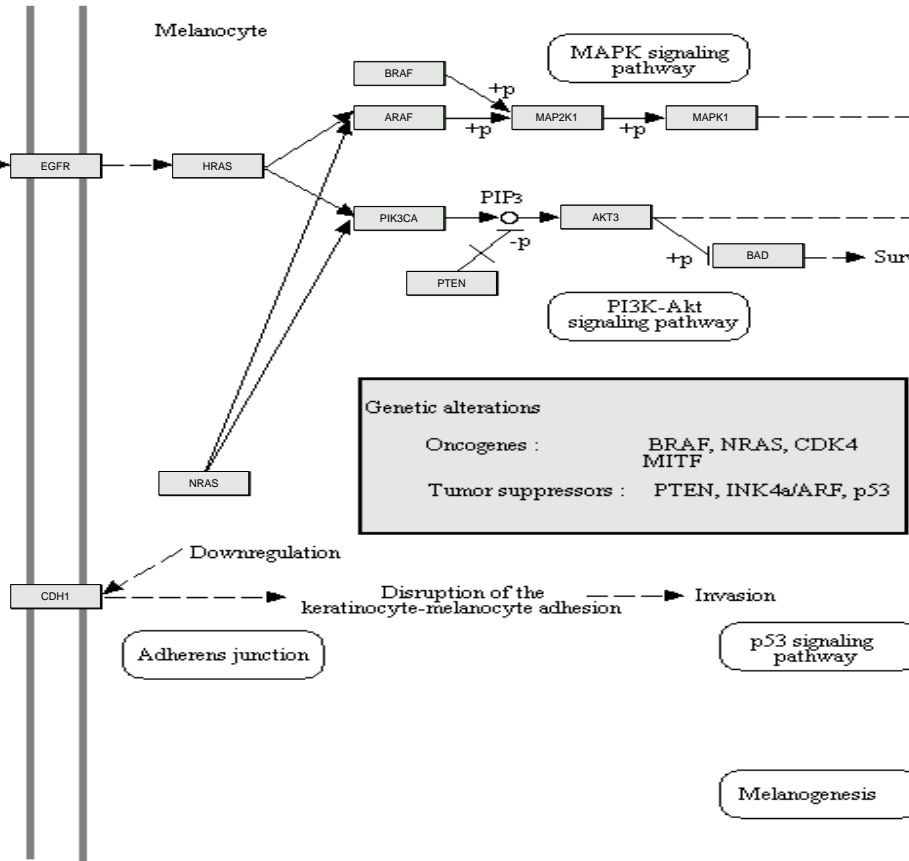 Melanocyte
MAPK signaling
pathway
BRAF
+p
ARAF
+p
MAP2K1
+p
MAPK1
EGFR
HRAS
PIP3
PIK3CA
AKT3
-p
+p
BAD
Surv
PTEN
PI3K-Akt
signaling pathway
Genetic alterations
Oncogenes : BRAF, NRAS, CDK4
MITF
Tumor suppressors : PTEN, INK4a/ARF, p53
NRAS
Downregulation
CDH1
Disruption of the
keratinocyte-melanocyte adhesion
Invasion
Adherens junction
p53 signaling
pathway
Melanogenesis